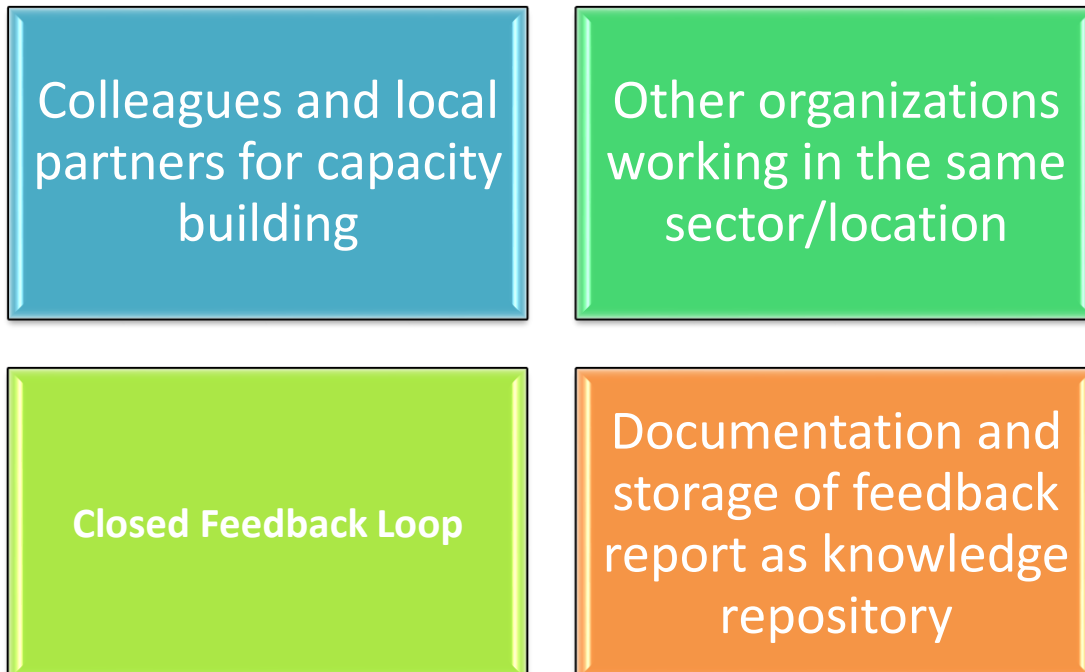 Colleagues and local
partners for capacity
building
Other organizations
working in the same
sector/location
Closed Feedback Loop
Documentation and
storage of feedback
report as knowledge
repository